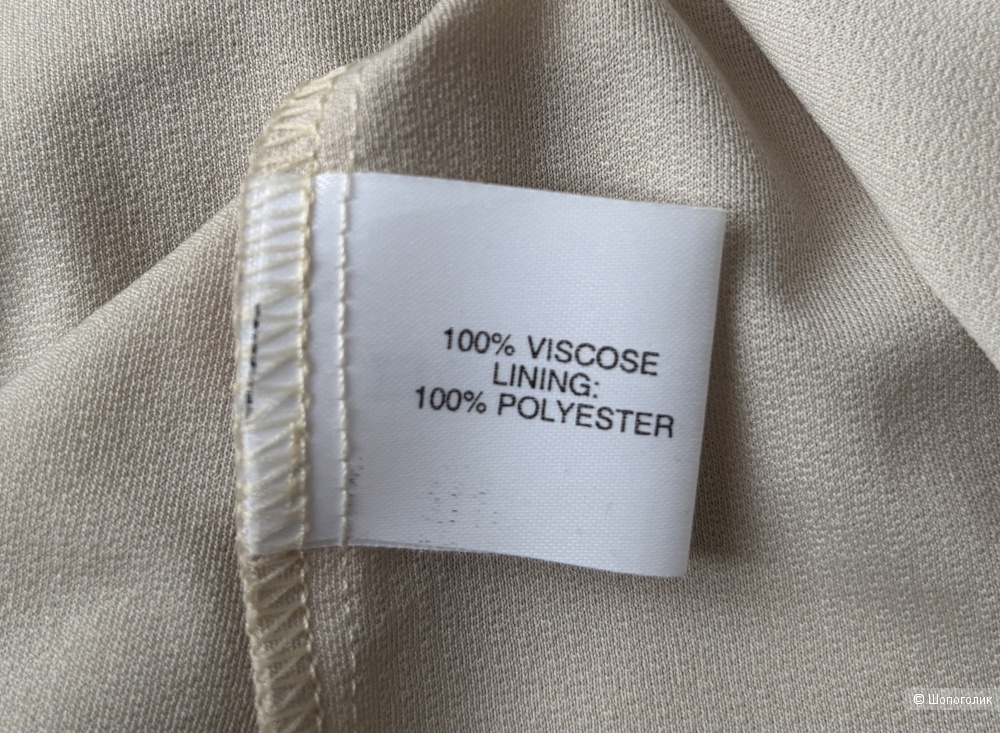 100% VISCOSE
LINING:
100% POLYESTER
© Шопоголик